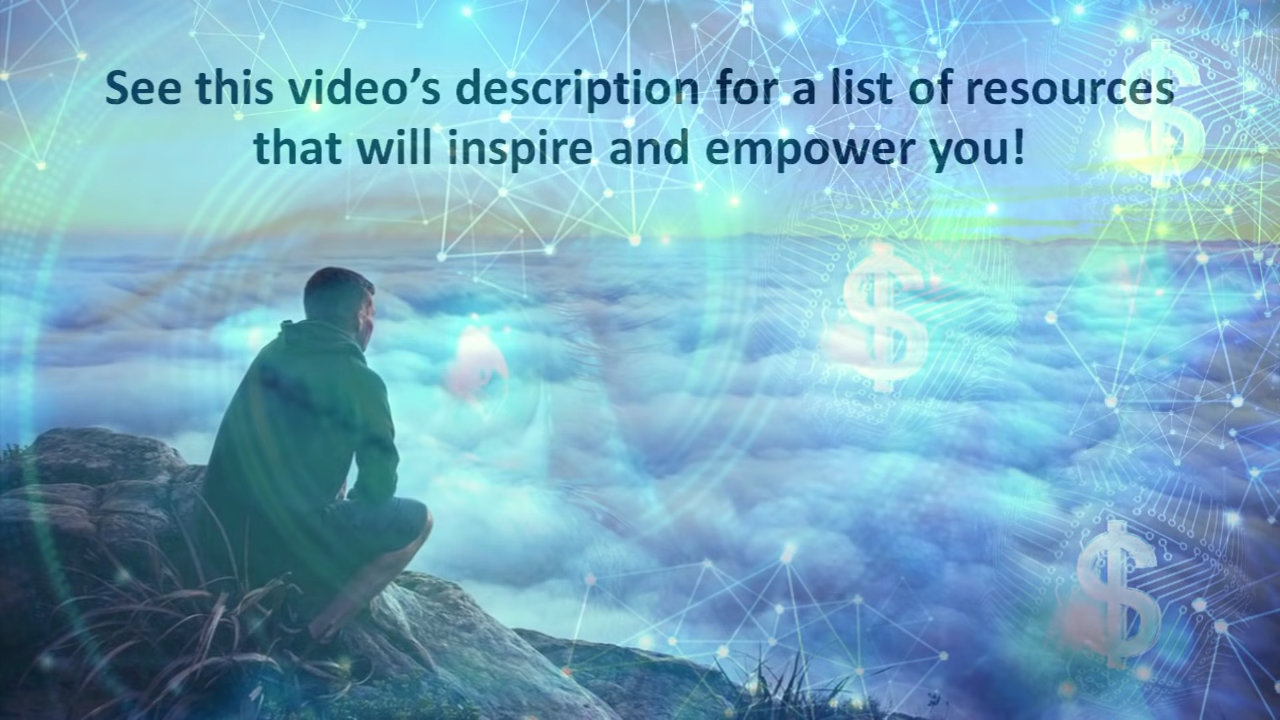 See this video’s description for a list of resources
that will inspire and empower you!
$
$
$